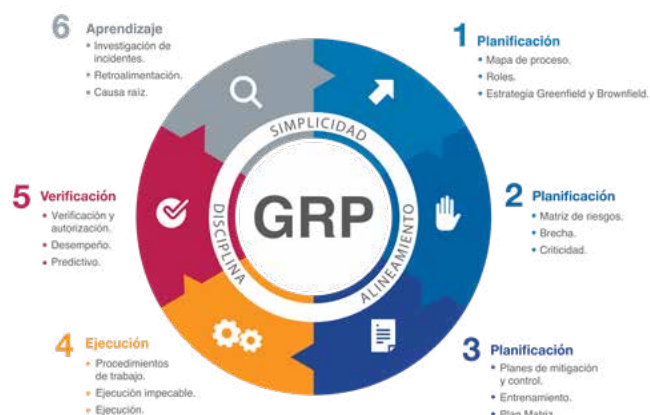 6 Aprendizaje
• Investigación de
incidentes.
• Retroalimentación.
• Causa raíz.
1 Planificación
• Mapa de proceso.
• Roles.
• Estrategia Greenfield y Brownfield.
SIMPLICIDAD
5 Verificación
• Verificación y
autorización.
• Desempeño.
• Predictivo.
DISCIPLINA
GRP
ALINEAMIENTO
2 Planificación
• Matriz de riesgos.
• Brecha.
• Criticidad.
4 Ejecución
• Procedimientos
de trabajo.
• Ejecución impecable.
• Ejecución.
3 Planificación
• Planes de mitigación
y control.
• Entrenamiento.
• Plan Matriz